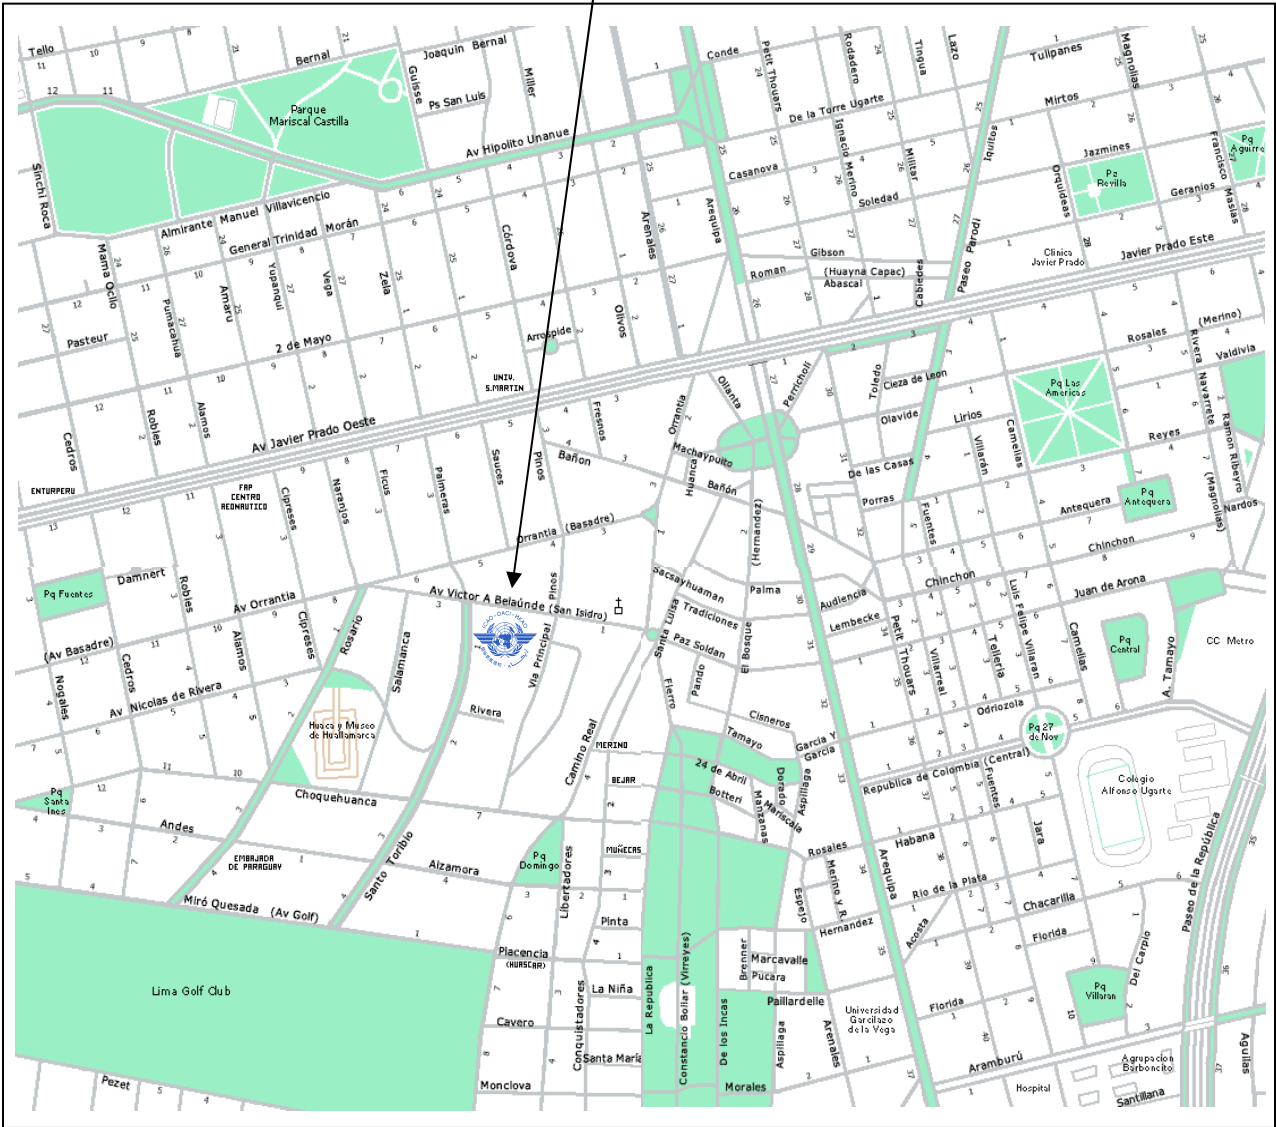 Tello
Bernal
Joaquin Bernal
Guisse
Miller
Ps San Luis
Parque
Mariscal Castilla
Av Hipolito Unanue
Conde
Petit Thouars
Rodadero
Tingua
Lazo
Tulipanes
Magnolias
Mirtos
De la Torre Ugarte
Ignacio Merino
Militar
Iquitos
Jazmines
Francisco Masias
Pq
Aguirre
Pz
Revilla
Geranios
Orquideas
Casanova
Soledad
Sinchi Roca
Almirante Manuel Villavicencio
General Trinidad Morán
Córdova
Arenales
Arequipa
Gibson
(Huayna Capac)
Abascal
Roman
Cabiedes
Paseo Parodi
Clinica
Javier Prado
Javier Prado Este
Mama Ocllo
Pumacahua
Amaru
Yupanqui
Vega
Zela
Pasteur
2 de Mayo
Arrospide
Olivos
UNIV.
S.MARTIN
Rosales
(Merino)
Valdivia
Rivera Navarrete
Ramon Ribeyro
(Magnolias)
Nardos
Pq Las
Americas
Reyes
Camelias
Villarán
Lirios
Olavide
Cieza de Leon
Toledo
Perricholi
Ollanta
Orrantia
Fresnos
Machaypuito
Huanca
Bañón
Bañon
Pinos
Sauces
Palmeras
Ficus
Naranjos
Cipreses
Av Javier Prado Oeste
Cedros
Robles
Alamos
ENTURPERU
FAP
CENTRO
AEONAUTICO
De las Casas
Porras
Fuentes
Antequera
Pq
Antequera
Chinchon
Chinchon
Juan de Arona
Orrantia (Basadre)
(Hernandez)
Pq Fuentes
Damnert
Robles
Av Orrantia
Cipreses
Alamos
(Av Basadre)
Cedros
Nogales
Av Nicolas de Rivera
Rosario
Salamanca
Av Victor A Belaúnde (San Isidro)
Pinos
ICAO·OACI·ИКАО
Via Principal
Rivera
Sacsayhuaman
Palma
Tradiciones
Santa Luisa
Paz Soldan
El Bosque
Pando
Fierro
Cisneros
Tamayo
Audiencia
Lembecke
Petit Thouars
Villarreal
Telleria
Luis Felipe Villaran
Camelias
Pq
Central
A. Tamayo
CC Metro
Odriozola
Pq 27
de Nov
Republica de Colombia (Central)
Fuentes
Huaca y Museo
de Huallamarca
Camino Real
MERINO
BEJAR
MUÑECAS
24 de Abril
Botteri
Manzanas
Dorado
Mariscala
Aspillaga
Garcia Y
Garcia
Colegio
Alfonso Ugarte
Pq
Santa
Ines
Choquehuanca
Andes
EMBAJADA
DE PARAGUAY
Santo Toribio
Alzamora
Pq
Domingo
Libertadores
Rosales
Habana
Jara
Merino y R.
Arequipa
Rio de la Plata
Chacarilla
Miró Quesada (Av Golf)
Pinta
Espejo
Hernandez
Acosta
Florida
Del Carpio
Paseo de la República
Placencia
(HUASCAR)
Brenner
Marcavalle
Pucara
La Niña
La Republica
Constancio Bollar (Virreyes)
De los Incas
Paillardelle
Universidad
Garcilazo
de la Vega
Florida
Pq
Villaran
Lima Golf Club
Cavero
Conquistadores
Santa Maria
Aspillaga
Arenales
Aramburú
Agrupacion
Barboncito
Aguilas
Pezet
Monclova
Morales
Hospital
Santillana